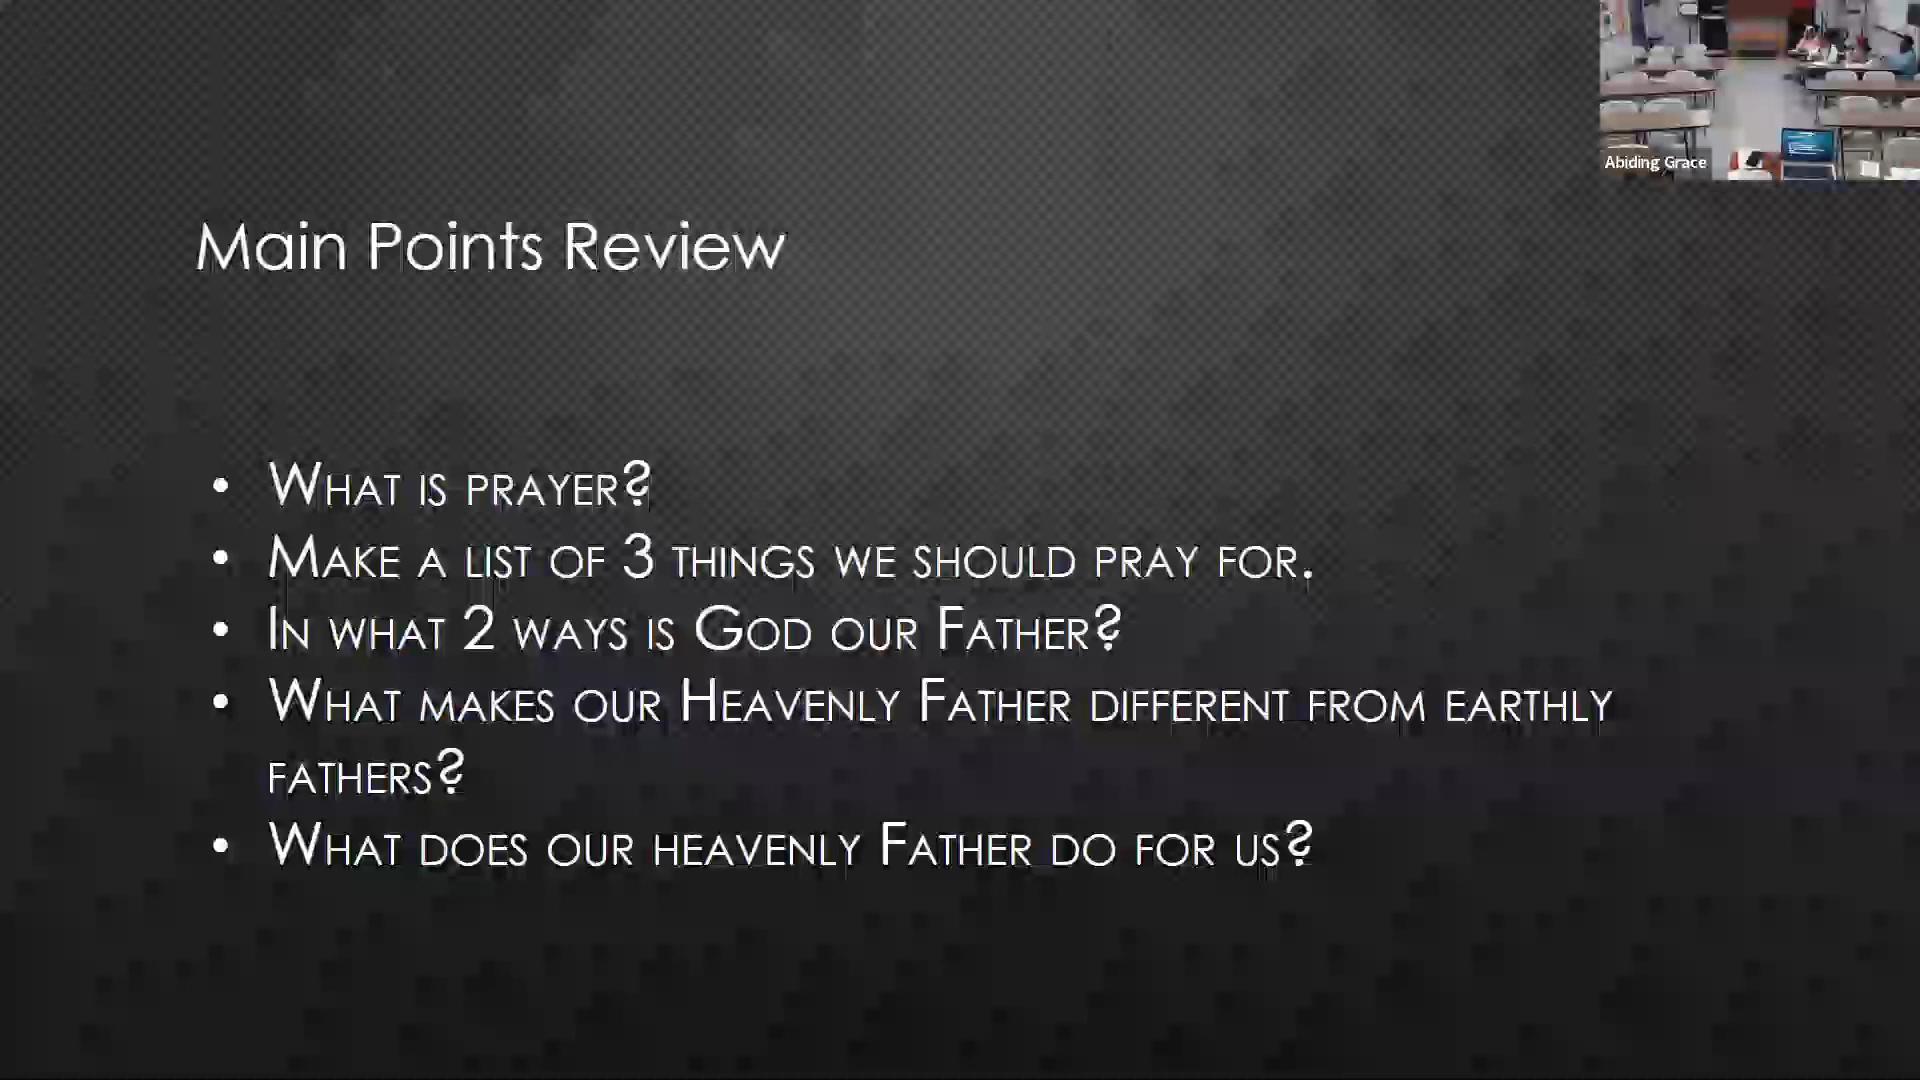 Abiding Grace
Main Points Review
• What is prayer?
• Make a list of 3 things we should pray for.
• In what 2 ways is God our Father?
• What makes our Heavenly Father different from earthly
fathers?
• What does our heavenly Father do for us?